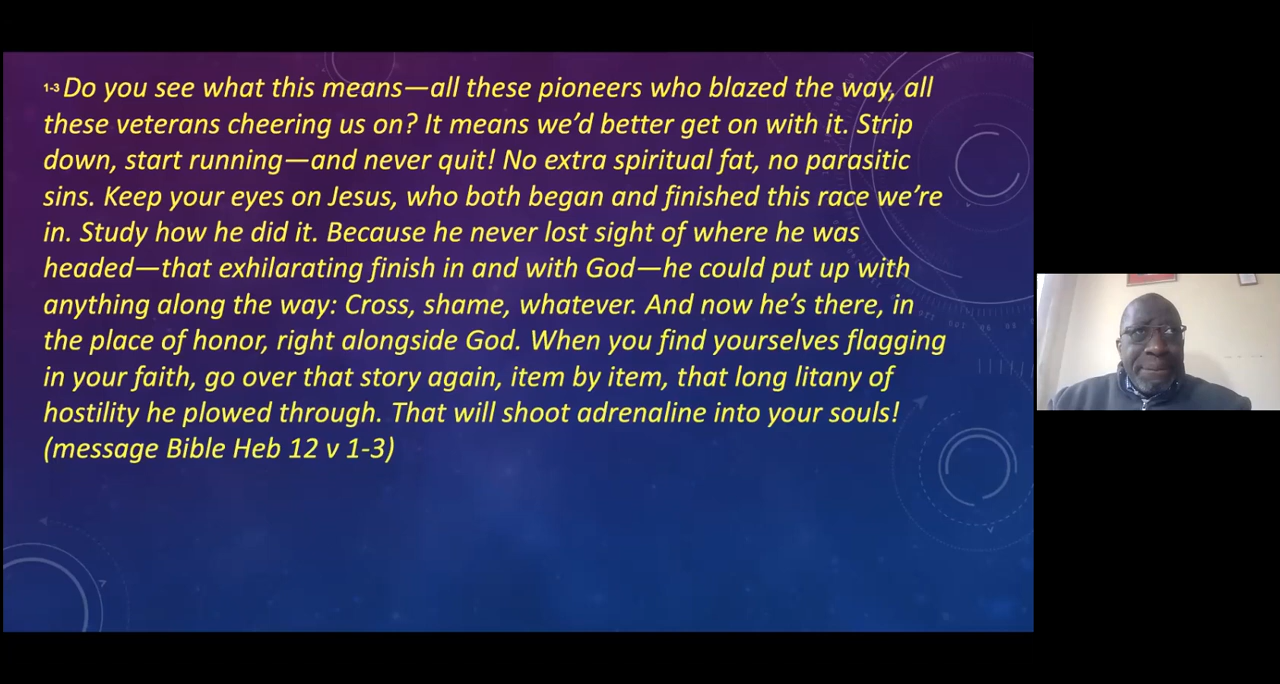 1-3 Do you see what this means—all these pioneers who blazed the way, all
these veterans cheering us on? It means we’d better get on with it. Strip
down, start running—and never quit! No extra spiritual fat, no parasitic
sins. Keep your eyes on Jesus, who both began and finished this race we’re
in. Study how he did it. Because he never lost sight of where he was
headed—that exhilarating finish in and with God—he could put up with
anything along the way: Cross, shame, whatever. And now he’s there, in
the place of honor, right alongside God. When you find yourselves flagging
in your faith, go over that story again, item by item, that long litany of
hostility he plowed through. That will shoot adrenaline into your souls!
(message Bible Heb 12 v 1-3)